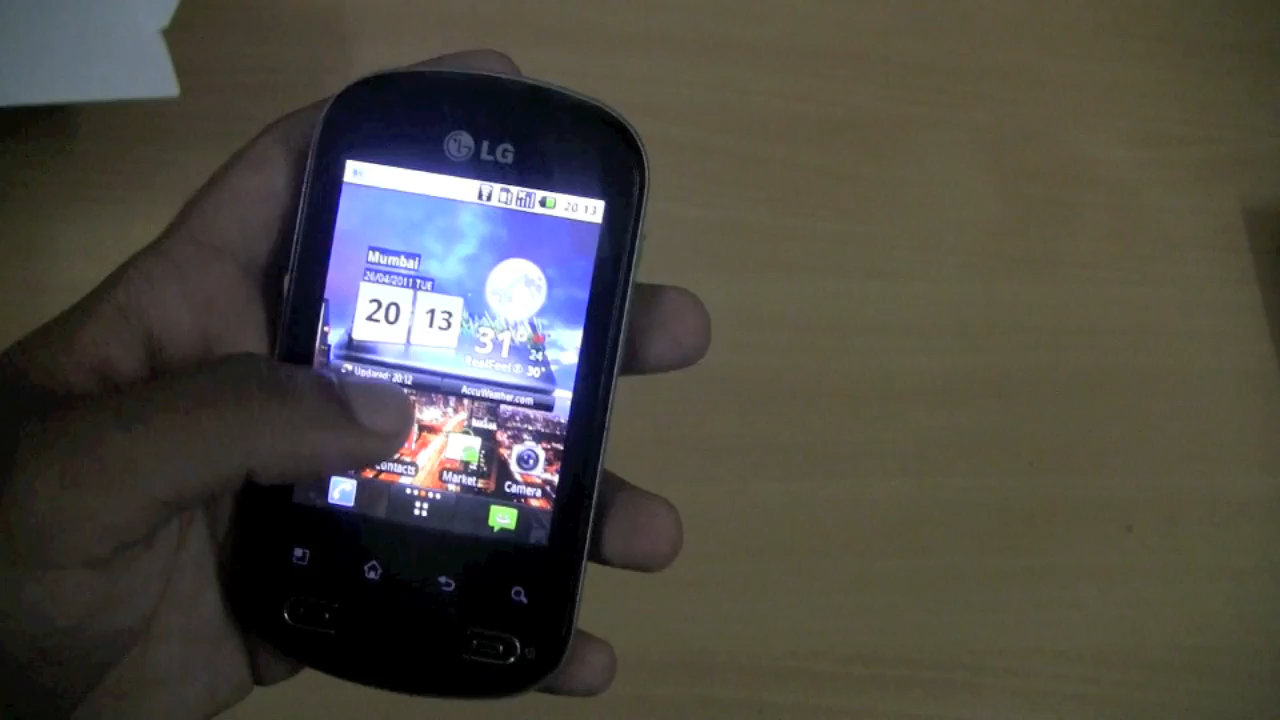 LG
20:13
Mumbai
26/04/2011 TUE
20 13
31°
24°
RealFeel® 30°
Updated: 20:12
AccuWeather.com
ontacts
Market
Camera